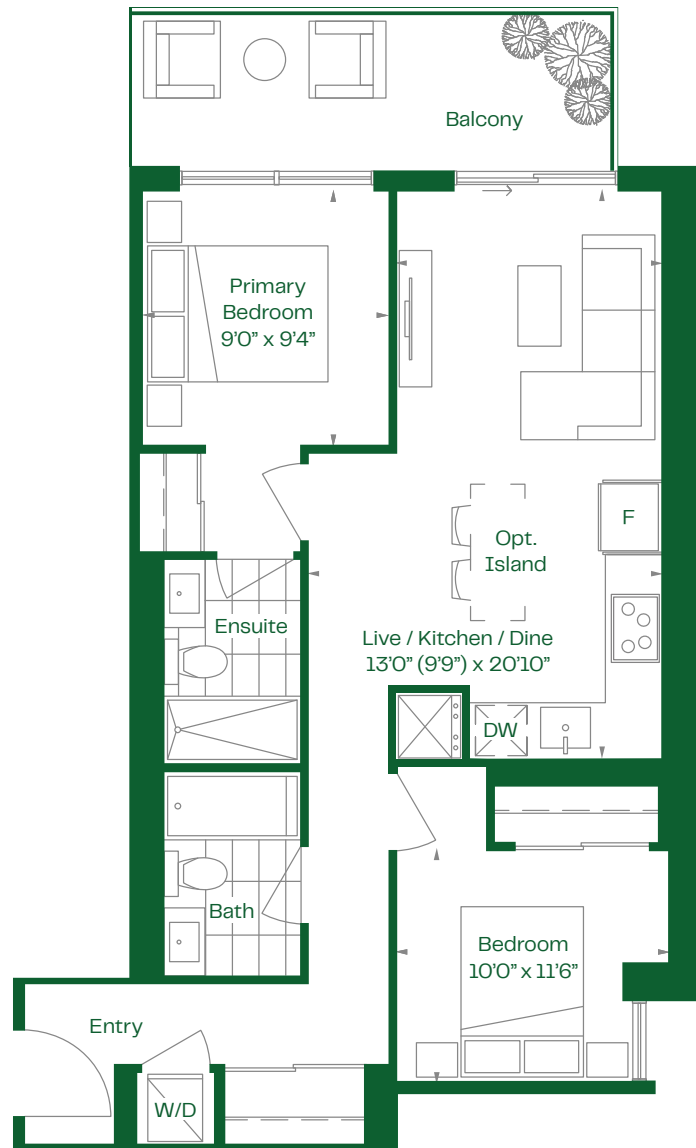 Balcony
Primary
Bedroom
9’0” x 9’4”
F
Opt.
Island
Ensuite
Live / Kitchen / Dine
13’0” (9’9”) x 20’10”
DW
Bath
Bedroom
10’0” x 11’6”
Entry
W/D